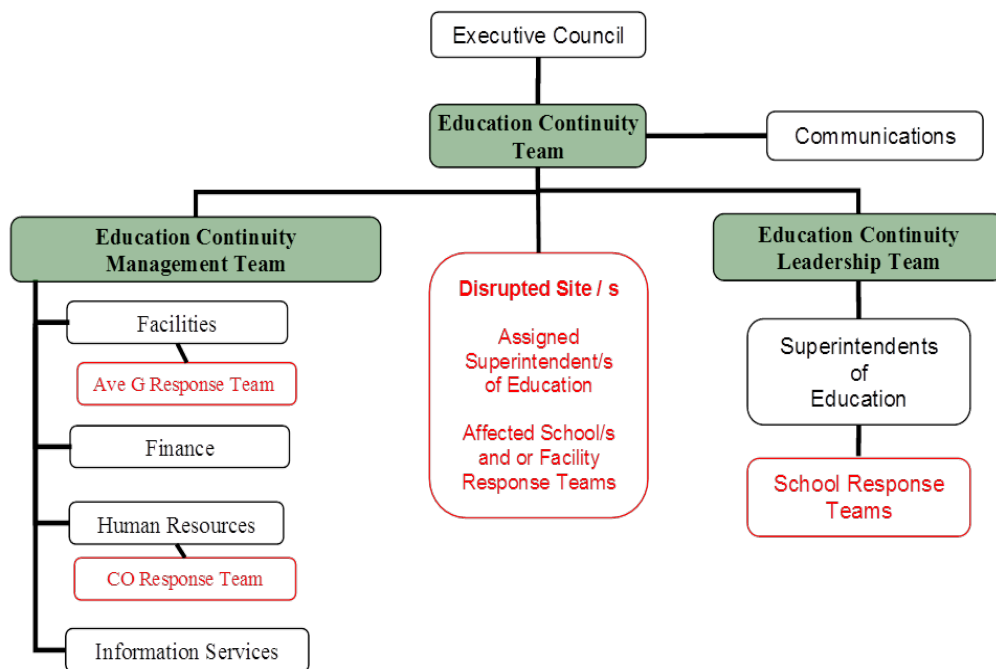 Executive Council
Education Continuity
Team
Communications
Education Continuity
Management Team
Facilities
Ave G Response Team
Finance
Human Resources
CO Response Team
Information Services
Disrupted Site / s
Assigned
Superintendent/s
of Education
Affected School/s
and or Facility
Response Teams
Education Continuity
Leadership Team
Superintendents
of
Education
School Response
Teams